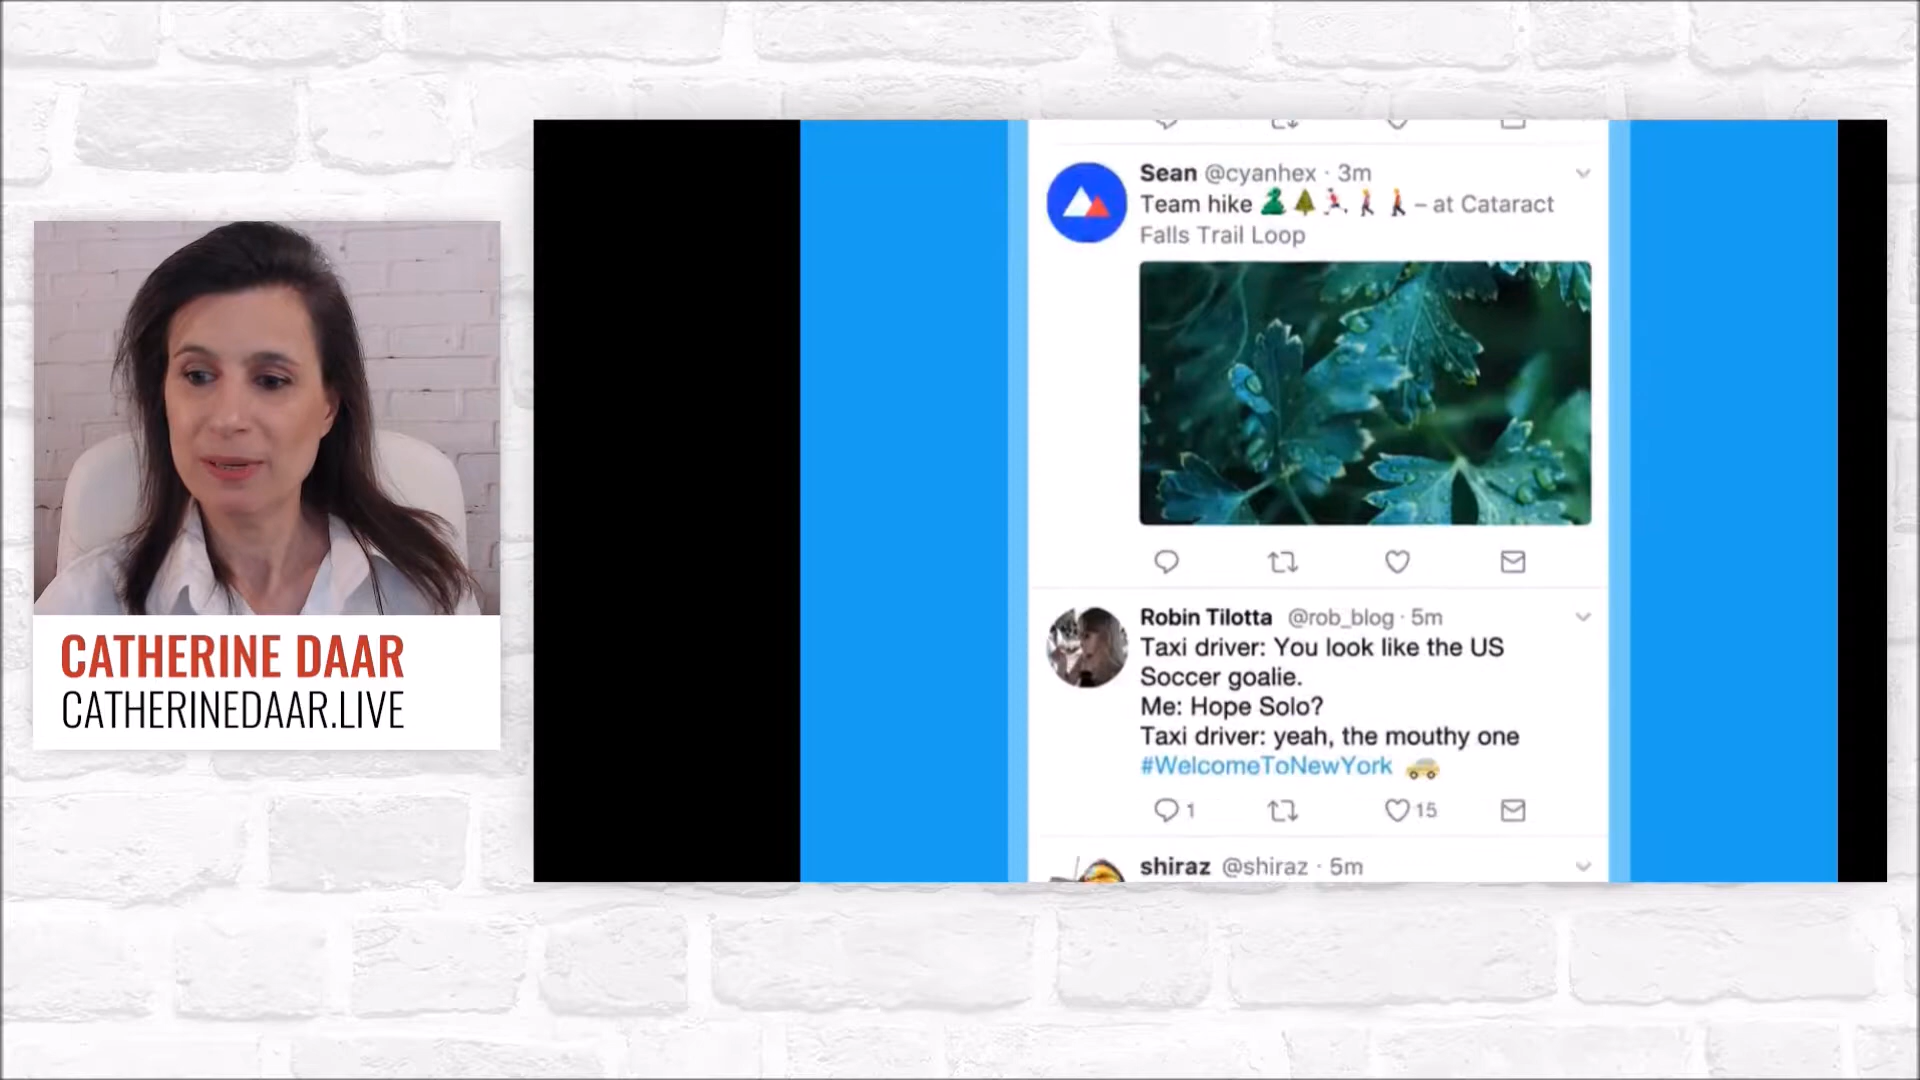 Sean @cyanhex · 3m
Team hike – at Cataract
Falls Trail Loop
Robin Tilotta @rob_blog · 5m
Taxi driver: You look like the US
Soccer goalie.
Me: Hope Solo?
Taxi driver: yeah, the mouthy one
#WelcomeToNewYork
1 15
shiraz @shiraz · 5m
CATHERINE DAAR
CATHERINEDAAR.LIVE